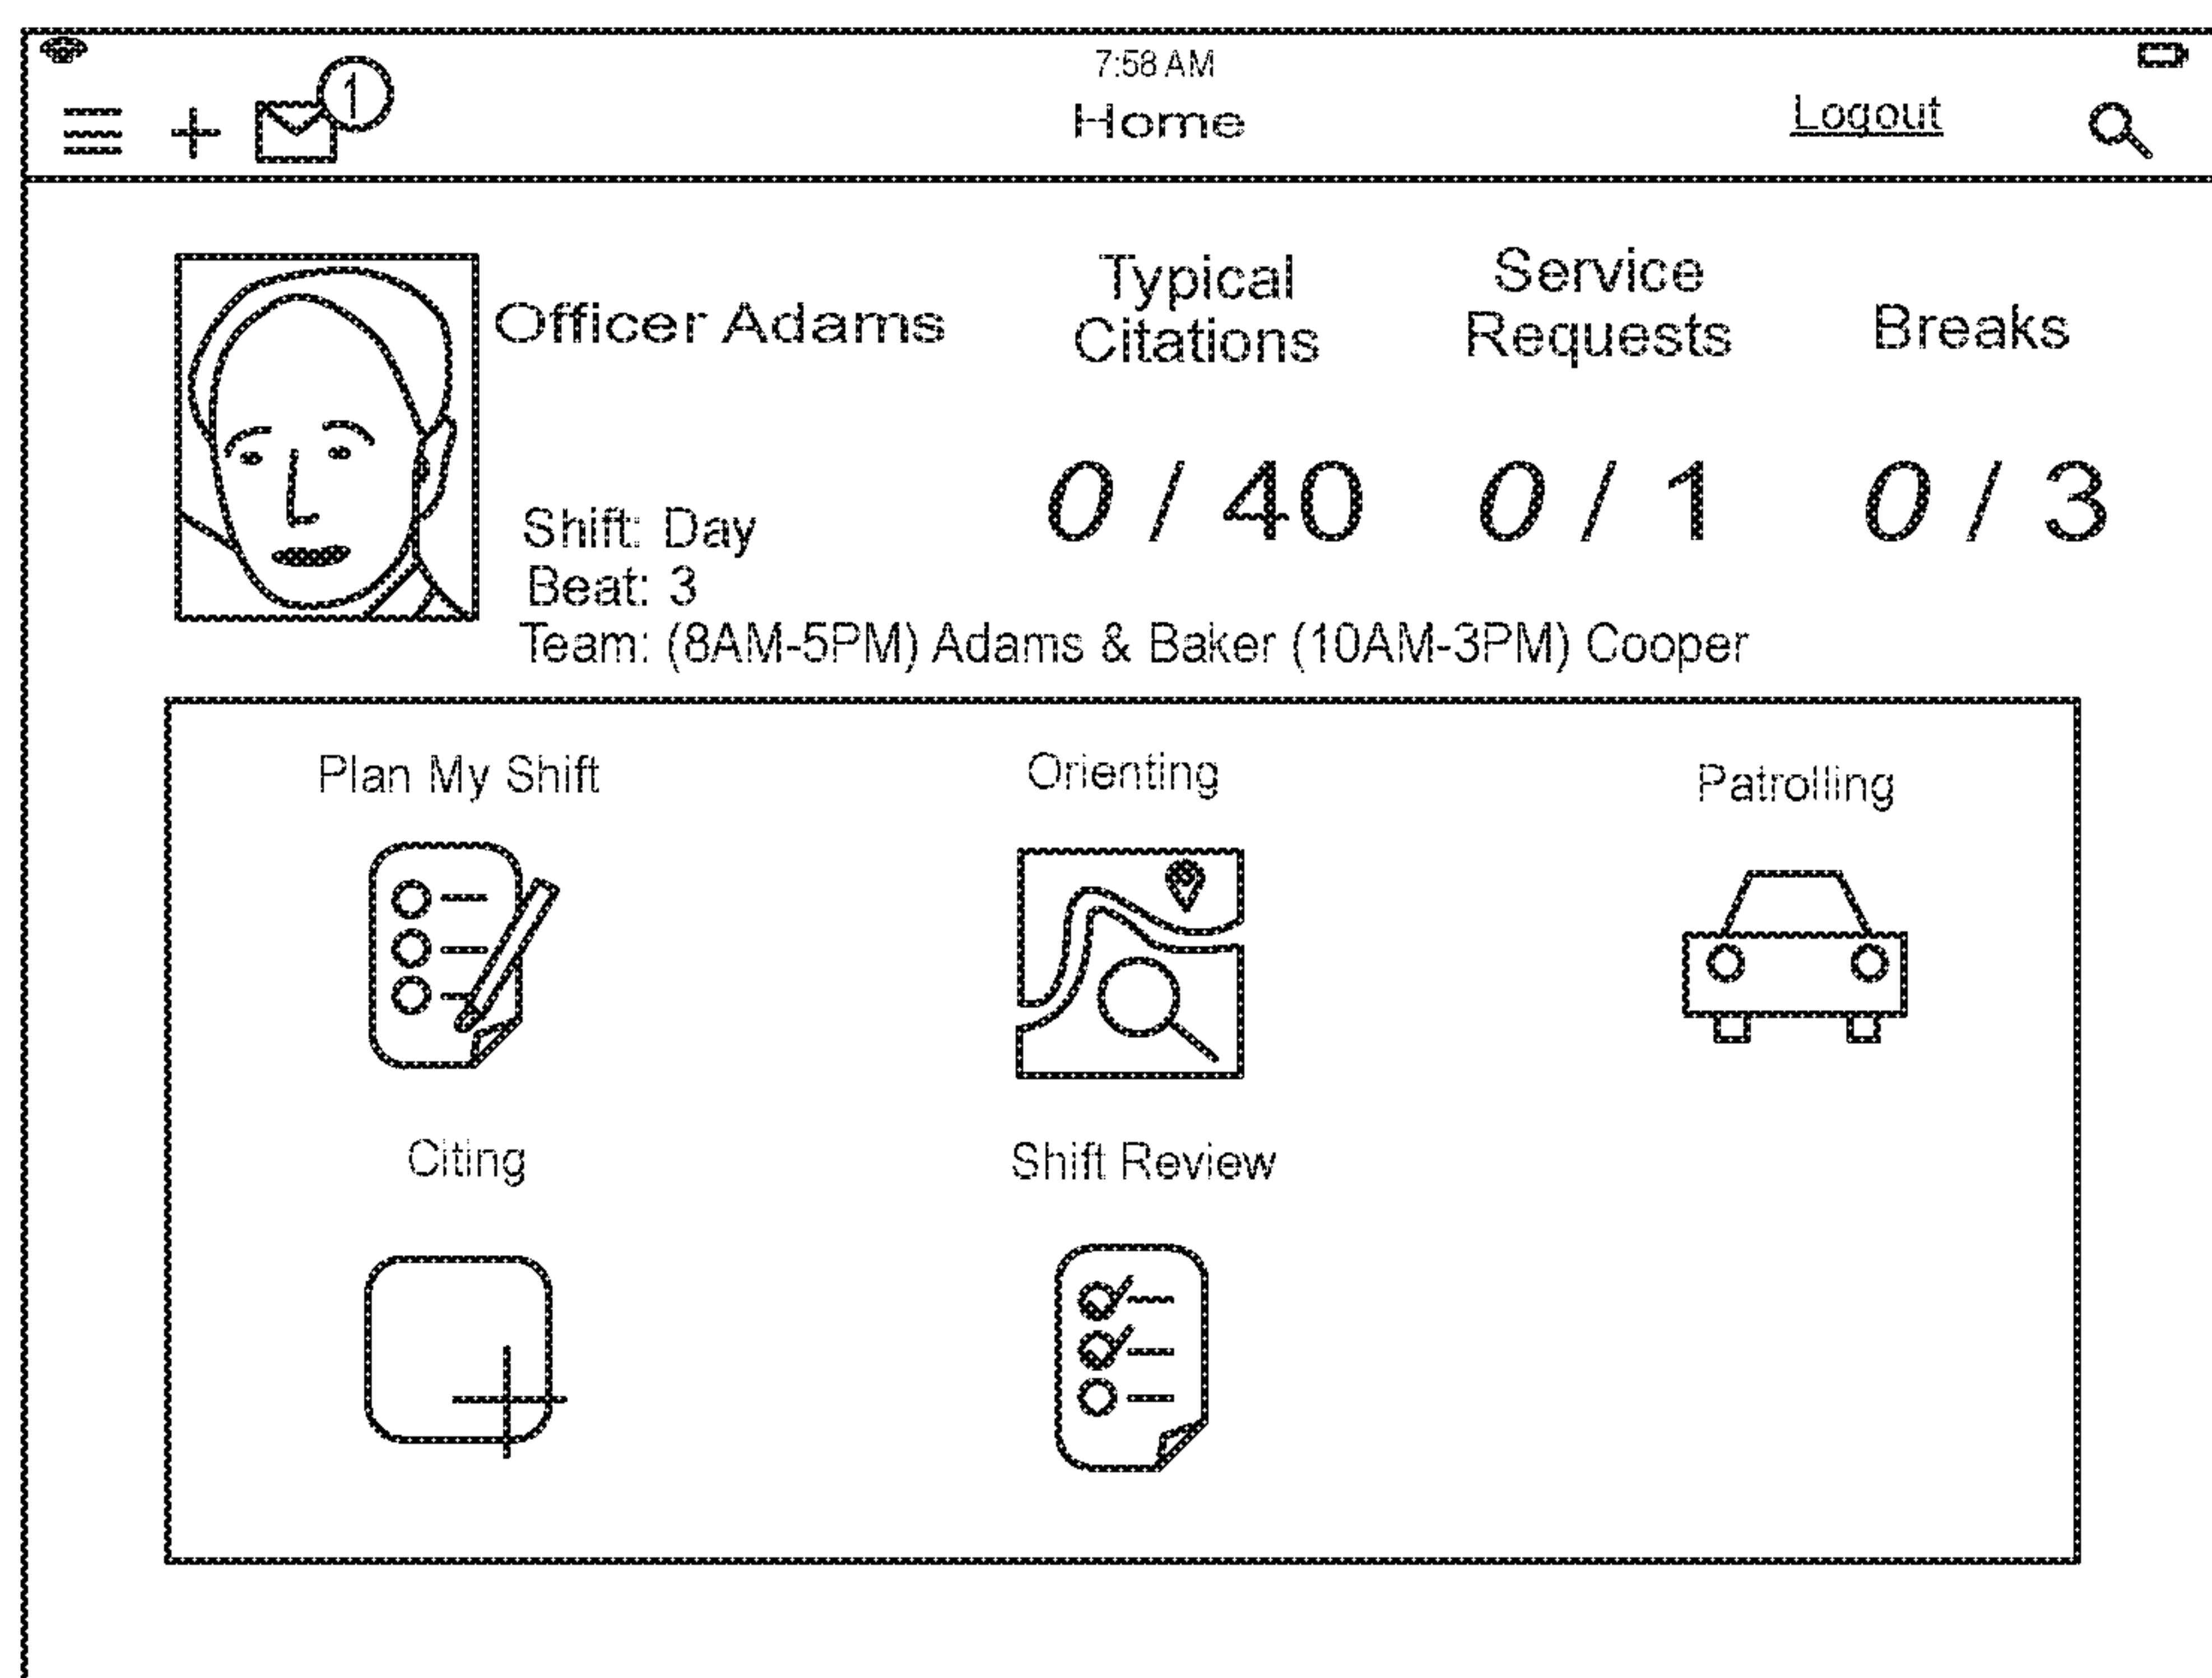 7:58 AM
1
Home
Logout
Officer Adams
Typical
Citations
Service
Requests
Breaks
0 / 40
0 / 1
0 / 3
Shift: Day
Beat: 3
Team: (8AM-5PM) Adams & Baker (10AM-3PM) Cooper
Plan My Shift
Orienting
Patrolling
Citing
Shift Review